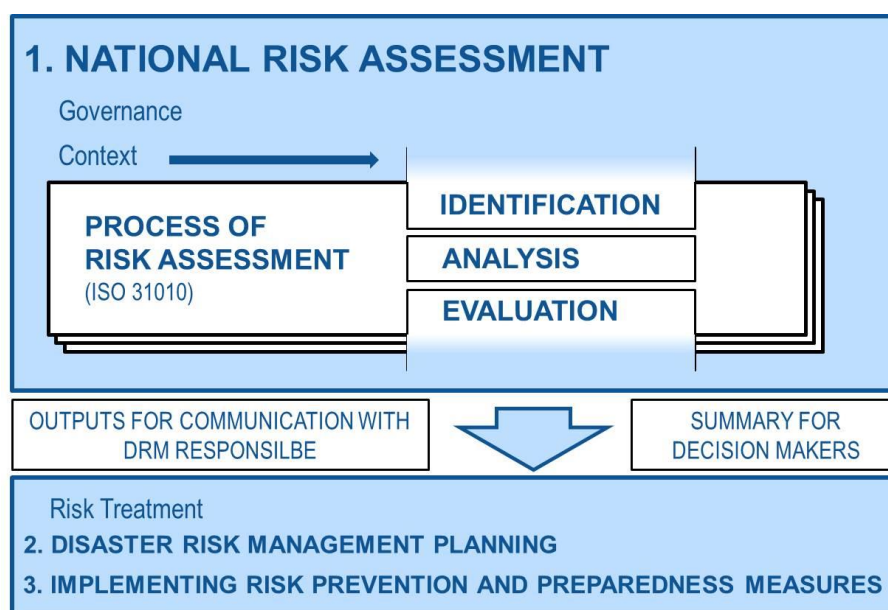 1. NATIONAL RISK ASSESSMENT
Governance
Context
PROCESS OF
RISK ASSESSMENT
(ISO 31010)
IDENTIFICATION
ANALYSIS
EVALUATION
OUTPUTS FOR COMMUNICATION WITH
DRM RESPONSILBE
SUMMARY FOR
DECISION MAKERS
Risk Treatment
2. DISASTER RISK MANAGEMENT PLANNING
3. IMPLEMENTING RISK PREVENTION AND PREPAREDNESS MEASURES